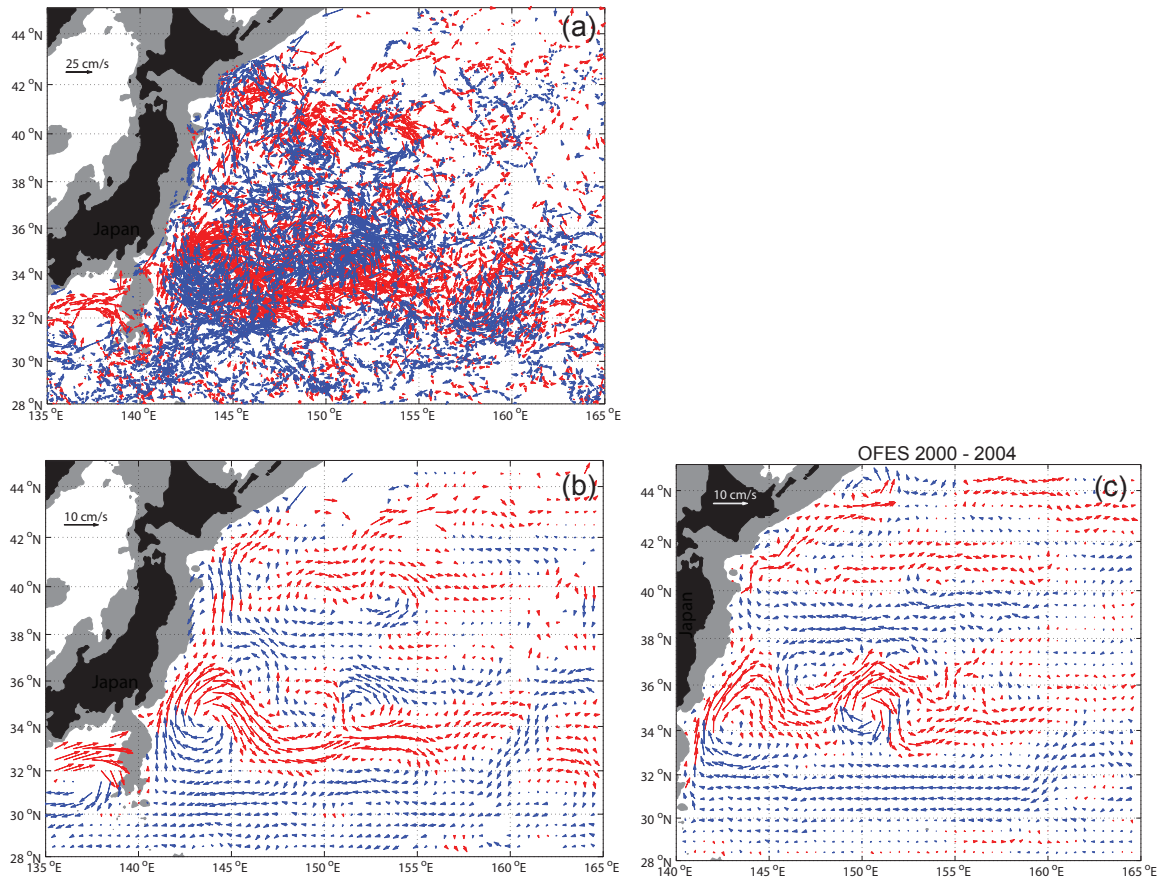 (a)
44 °N
25 cm/s
42 °N
40 °N
38 °N
36 °N
Japan
34 °N
32 °N
30 °N
28 °N
135 °E 140 °E 145 °E 150 °E 155 °E 160 °E 165 °E
(b)
44 °N
10 cm/s
42 °N
40 °N
38 °N
36 °N
Japan
34 °N
32 °N
30 °N
28 °N
135 °E 140 °E 145 °E 150 °E 155 °E 160 °E 165 °E
OFES 2000 - 2004
(c)
44 °N
10 cm/s
42 °N
40 °N
Japan
38 °N
36 °N
34 °N
32 °N
30 °N
28 °N
140 °E 145 °E 150 °E 155 °E 160 °E 165 °E